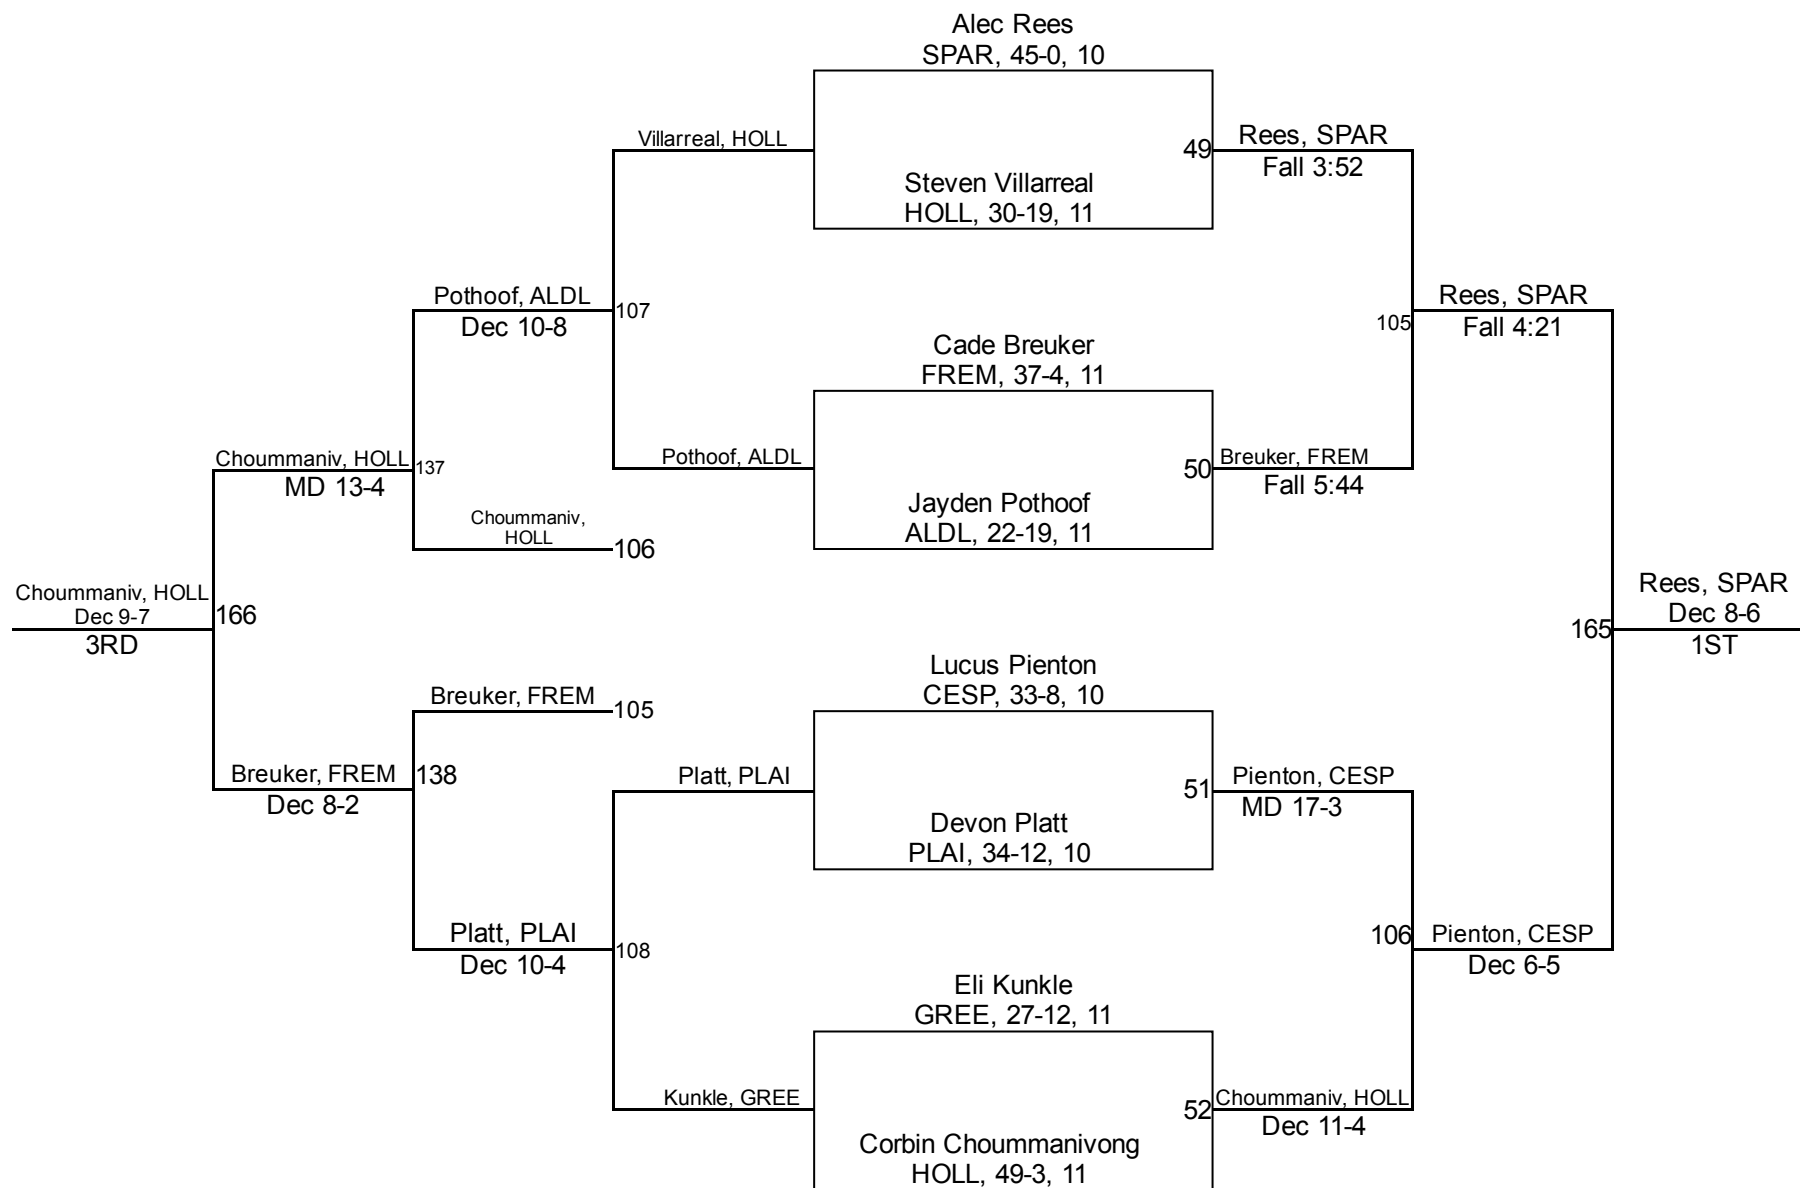 Alec Rees
SPAR, 45-0, 10
Villarreal, HOLL
49
Rees, SPAR
Fall 3:52
Steven Villarreal
HOLL, 30-19, 11
Pothoof, ALDL
Dec 10-8
107
Rees, SPAR
Fall 4:21
105
Cade Breuker
FREM, 37-4, 11
Choummaniv, HOLL
MD 13-4
137
Pothoof, ALDL
50
Breuker, FREM
Fall 5:44
Jayden Pothoof
ALDL, 22-19, 11
Choummaniv,
HOLL
106
Choummaniv, HOLL
Dec 9-7
3RD
166
165
Rees, SPAR
Dec 8-6
1ST
Lucus Pienton
CESP, 33-8, 10
Breuker, FREM
105
Breuker, FREM
Dec 8-2
138
Platt, PLAI
51
Pienton, CESP
MD 17-3
Devon Platt
PLAI, 34-12, 10
Platt, PLAI
Dec 10-4
108
106
Pienton, CESP
Dec 6-5
Eli Kunkle
GREE, 27-12, 11
Kunkle, GREE
52
Choummaniv, HOLL
Dec 11-4
Corbin Choummanivong
HOLL, 49-3, 11